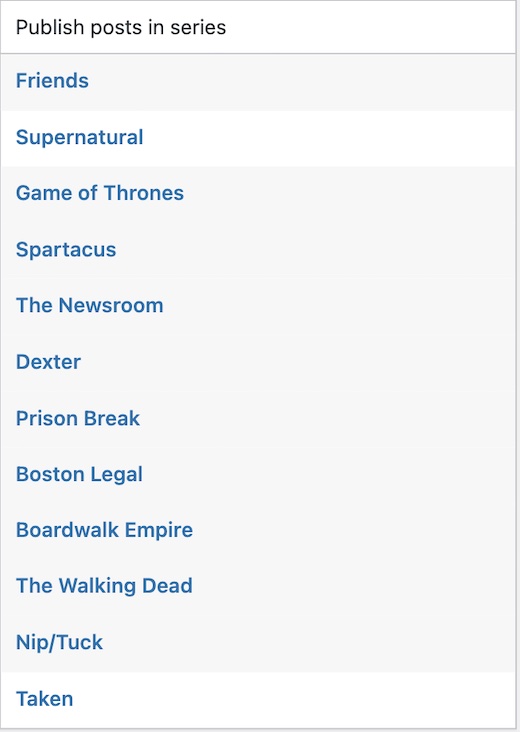 Publish posts in series
Friends
Supernatural
Game of Thrones
Spartacus
The Newsroom
Dexter
Prison Break
Boston Legal
Boardwalk Empire
The Walking Dead
Nip/Tuck
Taken